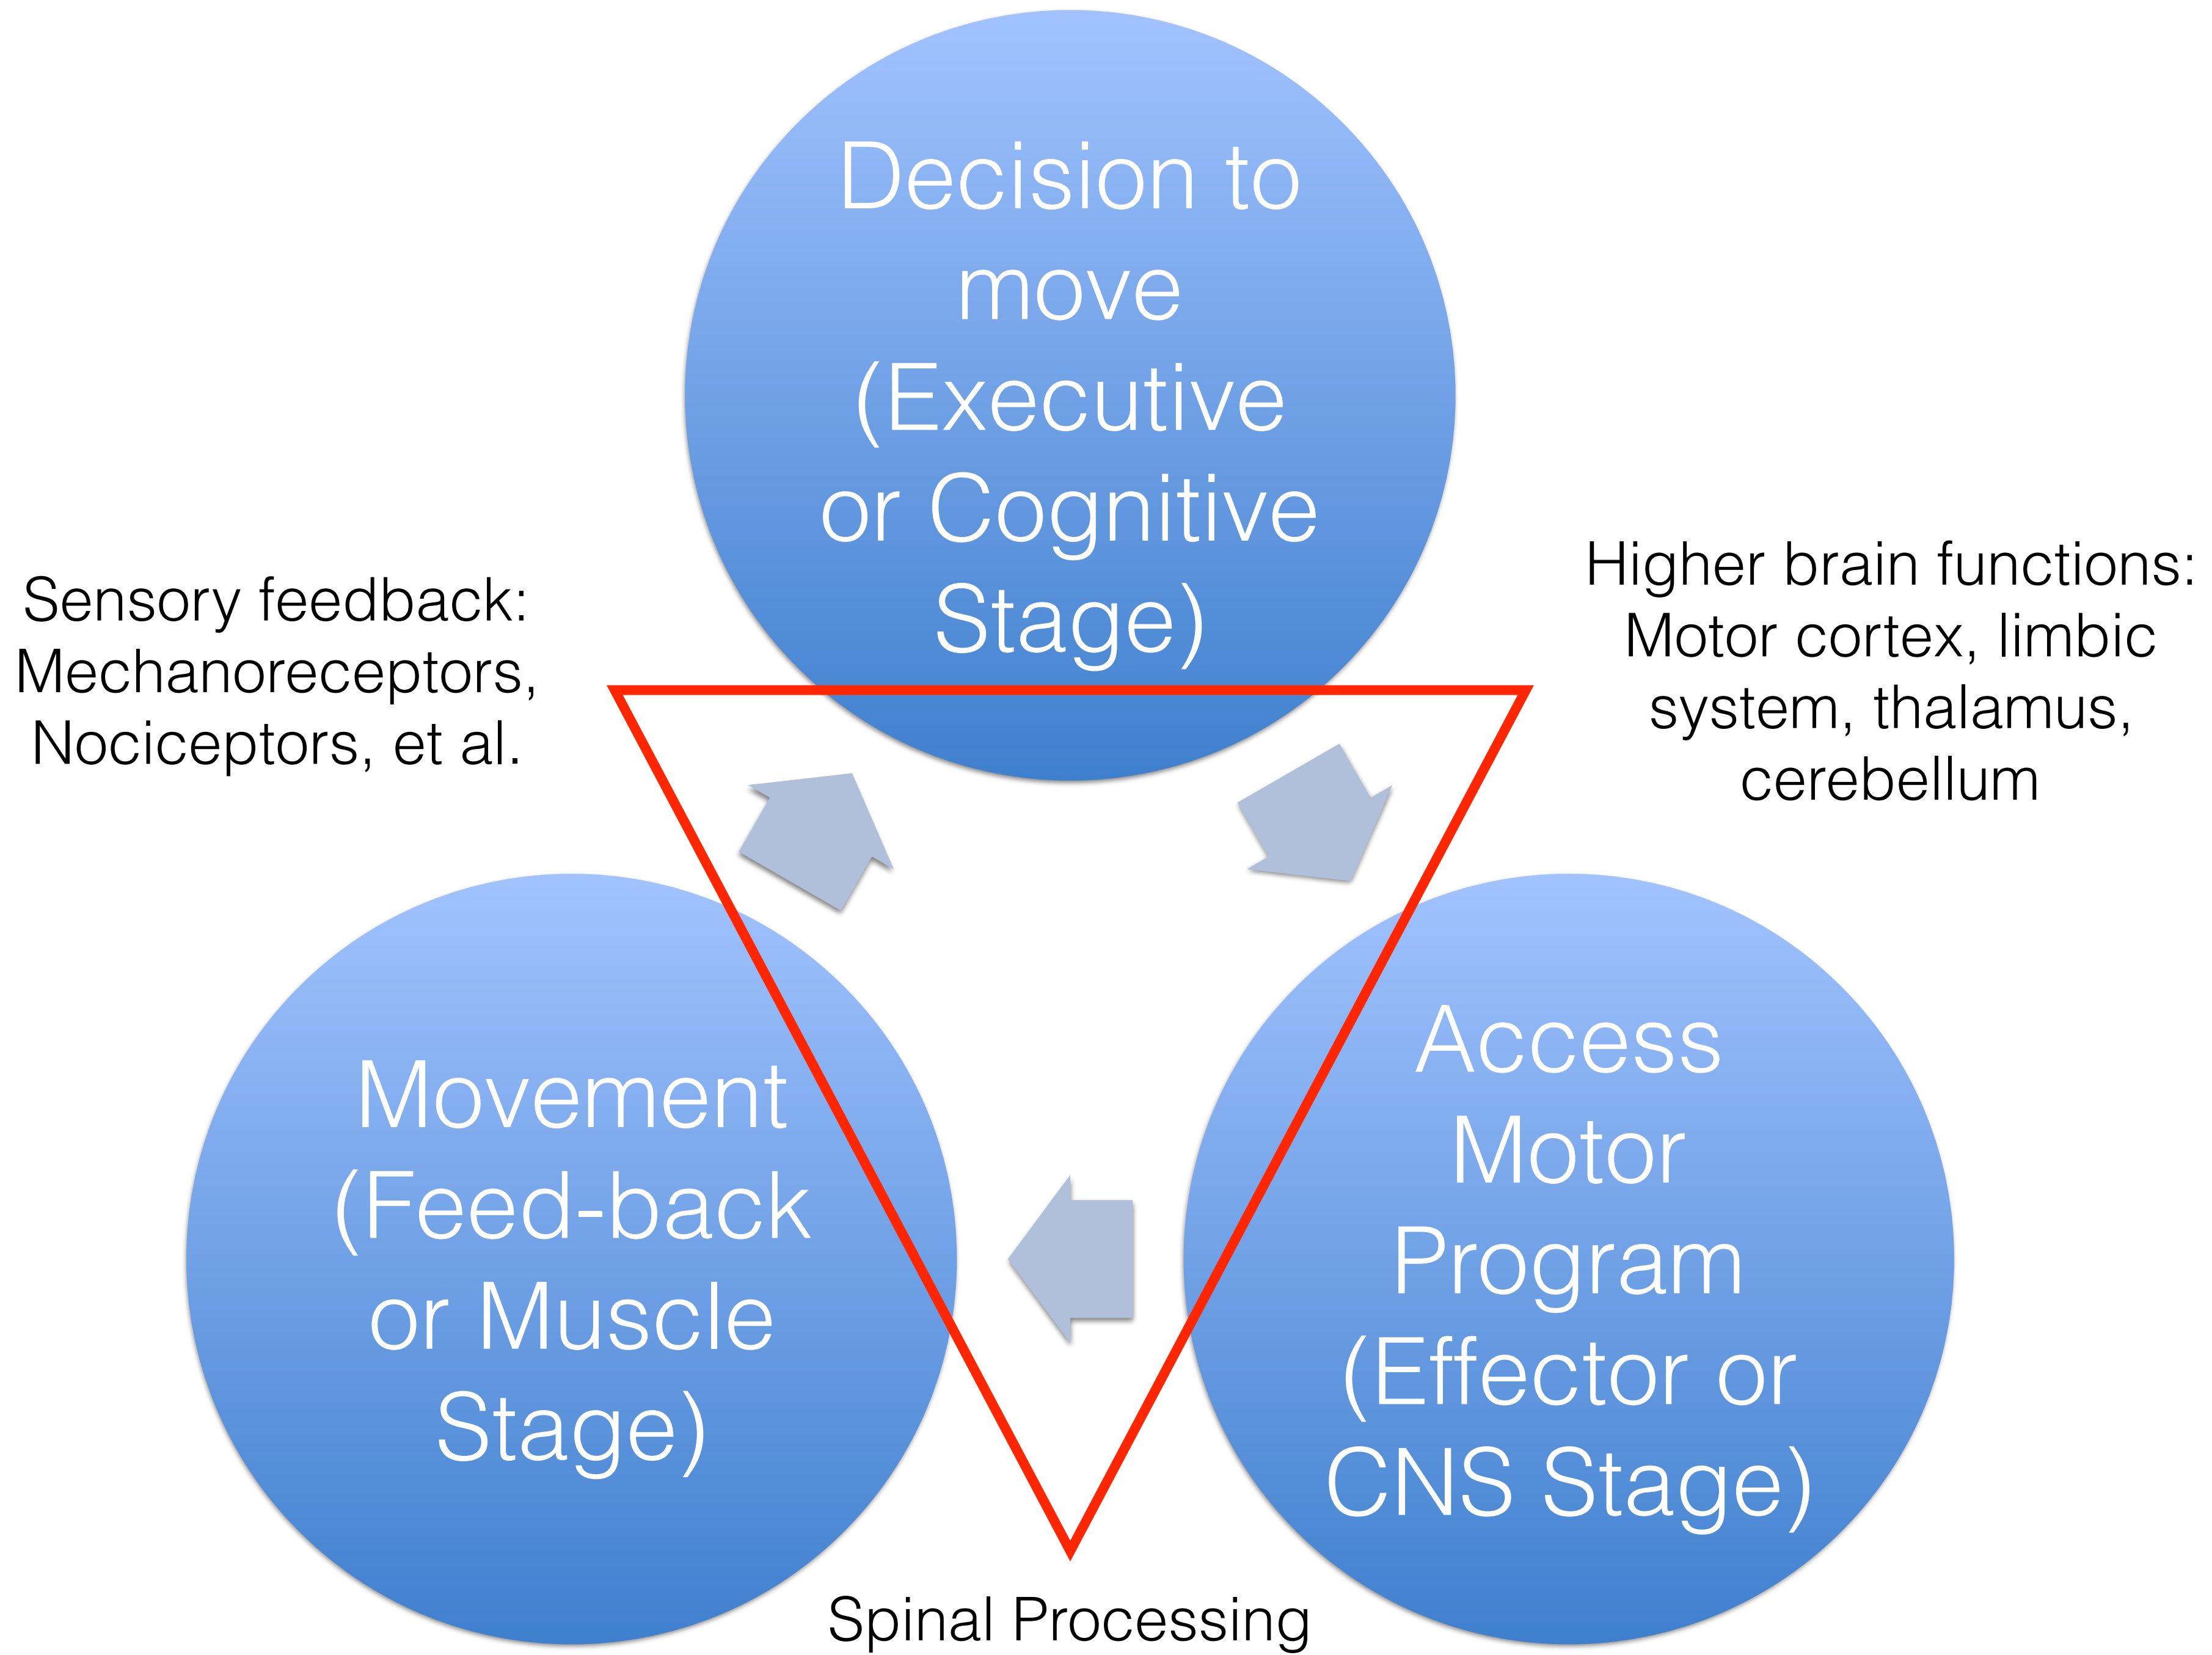 Decision to
move
(Executive
or Cognitive
Stage)
Sensory feedback:
Mechanoreceptors,
Nociceptors, et al.
Higher brain functions:
Motor cortex, limbic
system, thalamus,
cerebellum
Movement
(Feed-back
or Muscle
Stage)
Access
Motor
Program
(Effector or
CNS Stage)
Spinal Processing